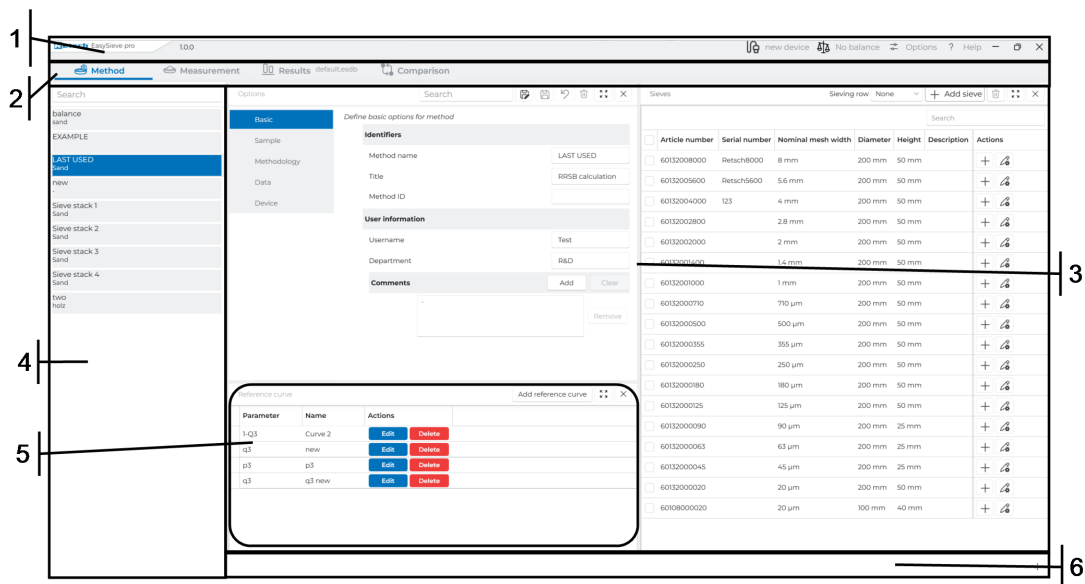 1
Retsch EasySieve pro
1.0.0
new device
No balance
Options
? Help
2
Method
Measurement
Results default.esdb
Comparison
Search
balance
sand
EXAMPLE
LAST USED
Sand
new
-
Sieve stack 1
Sand
Sieve stack 2
Sand
Sieve stack 3
Sand
Sieve stack 4
Sand
two
holz
4
Options
Search
Basic
Sample
Methodology
Data
Device
Define basic options for method
Identifiers
Method name LAST USED
Title RRSB calculation
Method ID
User information
Username Test
Department R&D
Comments Add Clear
-
Remove
Reference curve
Add reference curve
Parameter Name Actions
1-Q3 Curve 2 Edit Delete
q3 new Edit Delete
p3 p3 Edit Delete
q3 q3 new Edit Delete
5
Sieves
Sieving row None
+ Add sieve
Search
Article number Serial number Nominal mesh width Diameter Height Description Actions
60132008000 Retsch8000 8 mm 200 mm 50 mm
60132005600 Retsch5600 5.6 mm 200 mm 50 mm
60132004000 123 4 mm 200 mm 50 mm
60132002800 2.8 mm 200 mm 50 mm
60132002000 2 mm 200 mm 50 mm
60132001400 1.4 mm 200 mm 50 mm
60132001000 1 mm 200 mm 50 mm
60132000710 710 µm 200 mm 50 mm
60132000500 500 µm 200 mm 50 mm
60132000355 355 µm 200 mm 50 mm
60132000250 250 µm 200 mm 50 mm
60132000180 180 µm 200 mm 50 mm
60132000125 125 µm 200 mm 50 mm
60132000090 90 µm 200 mm 25 mm
60132000063 63 µm 200 mm 25 mm
60132000045 45 µm 200 mm 25 mm
60132000020 20 µm 200 mm 50 mm
60108000020 20 µm 100 mm 40 mm
3
6